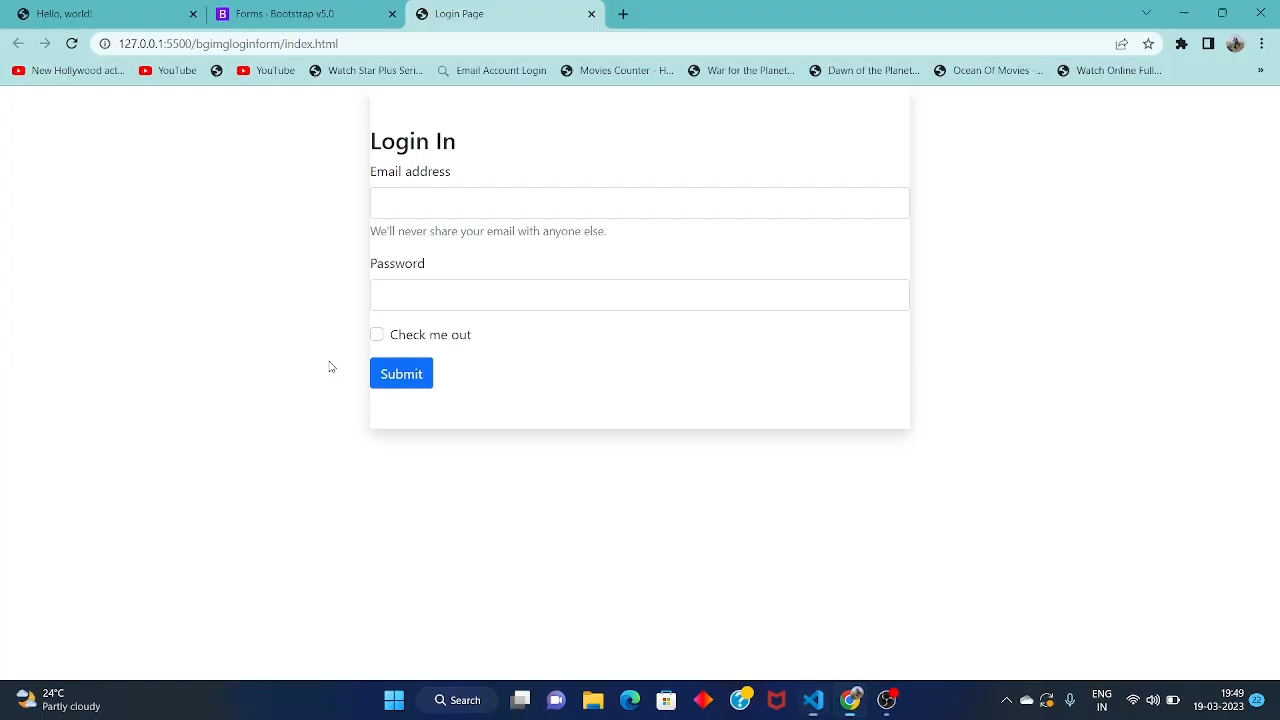 Hello, world!
Forms · Bootstrap v5.0
Login Page
127.0.0.1:5500/bgimgloginform/index.html
New Hollywood act...
YouTube
YouTube
Watch Star Plus Seri...
Email Account Login
Movies Counter - H...
War for the Planet...
Dawn of the Planet...
Ocean Of Movies -...
Watch Online Full...
»
Login In
Email address
We'll never share your email with anyone else.
Password
Check me out
Submit
24°C
Partly cloudy
Search
ENG
IN
19:49
19-03-2023
22